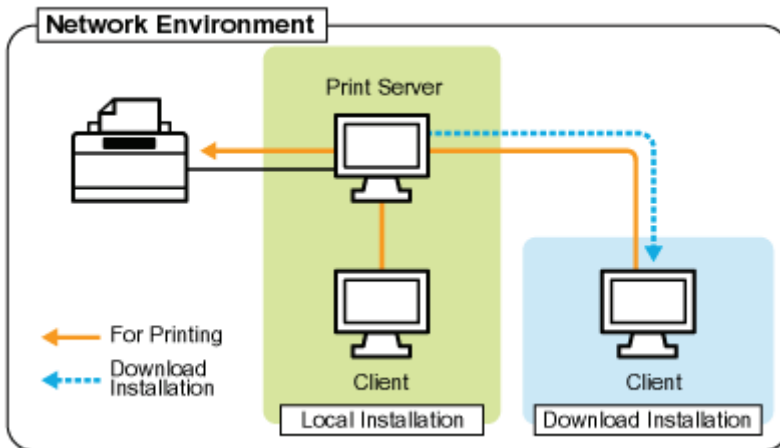 Network Environment
Print Server
For Printing
Download
Installation
Client
Local Installation
Client
Download Installation